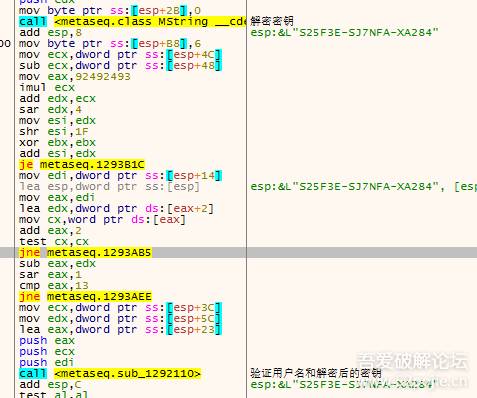 push edx
mov byte ptr ss:[esp+2B],0
call <metaseq.class MString __cde 解密密钥
add esp,8 esp:&L"S25F3E-SJ7NFA-XA284"
00 mov byte ptr ss:[esp+B8],6
mov ecx,dword ptr ss:[esp+4C]
sub ecx,dword ptr ss:[esp+48]
mov eax,92492493
imul ecx
add edx,ecx
sar edx,4
mov esi,edx
shr esi,1F
xor ebx,ebx
add esi,edx
je metaseq.1293B1C
mov edi,dword ptr ss:[esp+14]
lea esp,dword ptr ss:[esp] esp:&L"S25F3E-SJ7NFA-XA284", [esp
mov eax,edi
lea edx,dword ptr ds:[eax+2]
mov cx,word ptr ds:[eax]
add eax,2
test cx,cx
jne metaseq.1293AB5
sub eax,edx
sar eax,1
cmp eax,13
jne metaseq.1293AEE
mov ecx,dword ptr ss:[esp+3C]
mov edx,dword ptr ss:[esp+5C]
lea eax,dword ptr ss:[esp+23]
push eax
push ecx
push edi
call <metaseq.sub_1292110> 验证用户名和解密后的密钥
add esp,C esp:&L"S25F3E-SJ7NFA-XA284"
test al,al
吾爱破解论坛
www.52pojie.cn